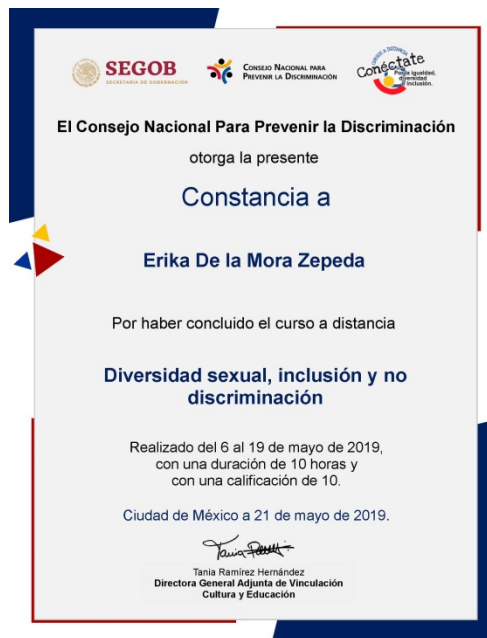 SEGOB
SECRETARÍA DE GOBERNACIÓN
CONSEJO NACIONAL PARA
PREVENIR LA DISCRIMINACIÓN
CURSOS A DISTANCIA
Conéctate
Por la igualdad,
diversidad
e inclusión.
El Consejo Nacional Para Prevenir la Discriminación
otorga la presente
Constancia a
Erika De la Mora Zepeda
Por haber concluido el curso a distancia
Diversidad sexual, inclusión y no
discriminación
Realizado del 6 al 19 de mayo de 2019,
con una duración de 10 horas y
con una calificación de 10.
Ciudad de México a 21 de mayo de 2019.
Tania Ramírez Hernández
Directora General Adjunta de Vinculación
Cultura y Educación